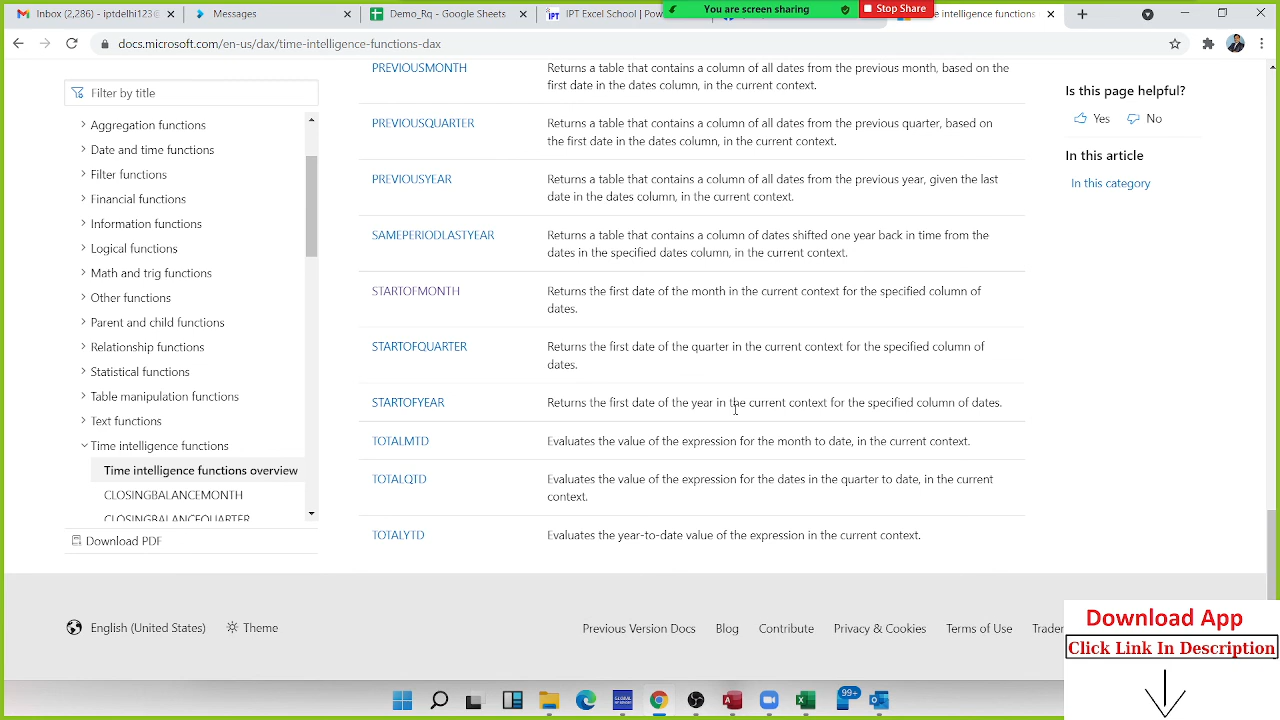 Inbox (2,286) - iptdelhi123
Messages
Demo_Rq - Google Sheets
IPT Excel School | Pow
You are screen sharing
Stop Share
e intelligence functions
docs.microsoft.com/en-us/dax/time-intelligence-functions-dax
Filter by title
Aggregation functions
Date and time functions
Filter functions
Financial functions
Information functions
Logical functions
Math and trig functions
Other functions
Parent and child functions
Relationship functions
Statistical functions
Table manipulation functions
Text functions
Time intelligence functions
Time intelligence functions overview
CLOSINGBALANCEMONTH
CLOSINGBALANCEQUARTER
Download PDF
PREVIOUSMONTH
Returns a table that contains a column of all dates from the previous month, based on the
first date in the dates column, in the current context.
PREVIOUSQUARTER
Returns a table that contains a column of all dates from the previous quarter, based on
the first date in the dates column, in the current context.
PREVIOUSYEAR
Returns a table that contains a column of all dates from the previous year, given the last
date in the dates column, in the current context.
SAMEPERIODLASTYEAR
Returns a table that contains a column of dates shifted one year back in time from the
dates in the specified dates column, in the current context.
STARTOFMONTH
Returns the first date of the month in the current context for the specified column of
dates.
STARTOFQUARTER
Returns the first date of the quarter in the current context for the specified column of
dates.
STARTOFYEAR
Returns the first date of the year in the current context for the specified column of dates.
TOTALMTD
Evaluates the value of the expression for the month to date, in the current context.
TOTALQTD
Evaluates the value of the expression for the dates in the quarter to date, in the current
context.
TOTALYTD
Evaluates the year-to-date value of the expression in the current context.
Is this page helpful?
Yes
No
In this article
In this category
English (United States)
Theme
Previous Version Docs
Blog
Contribute
Privacy & Cookies
Terms of Use
Trader
Download App
Click Link In Description
99+